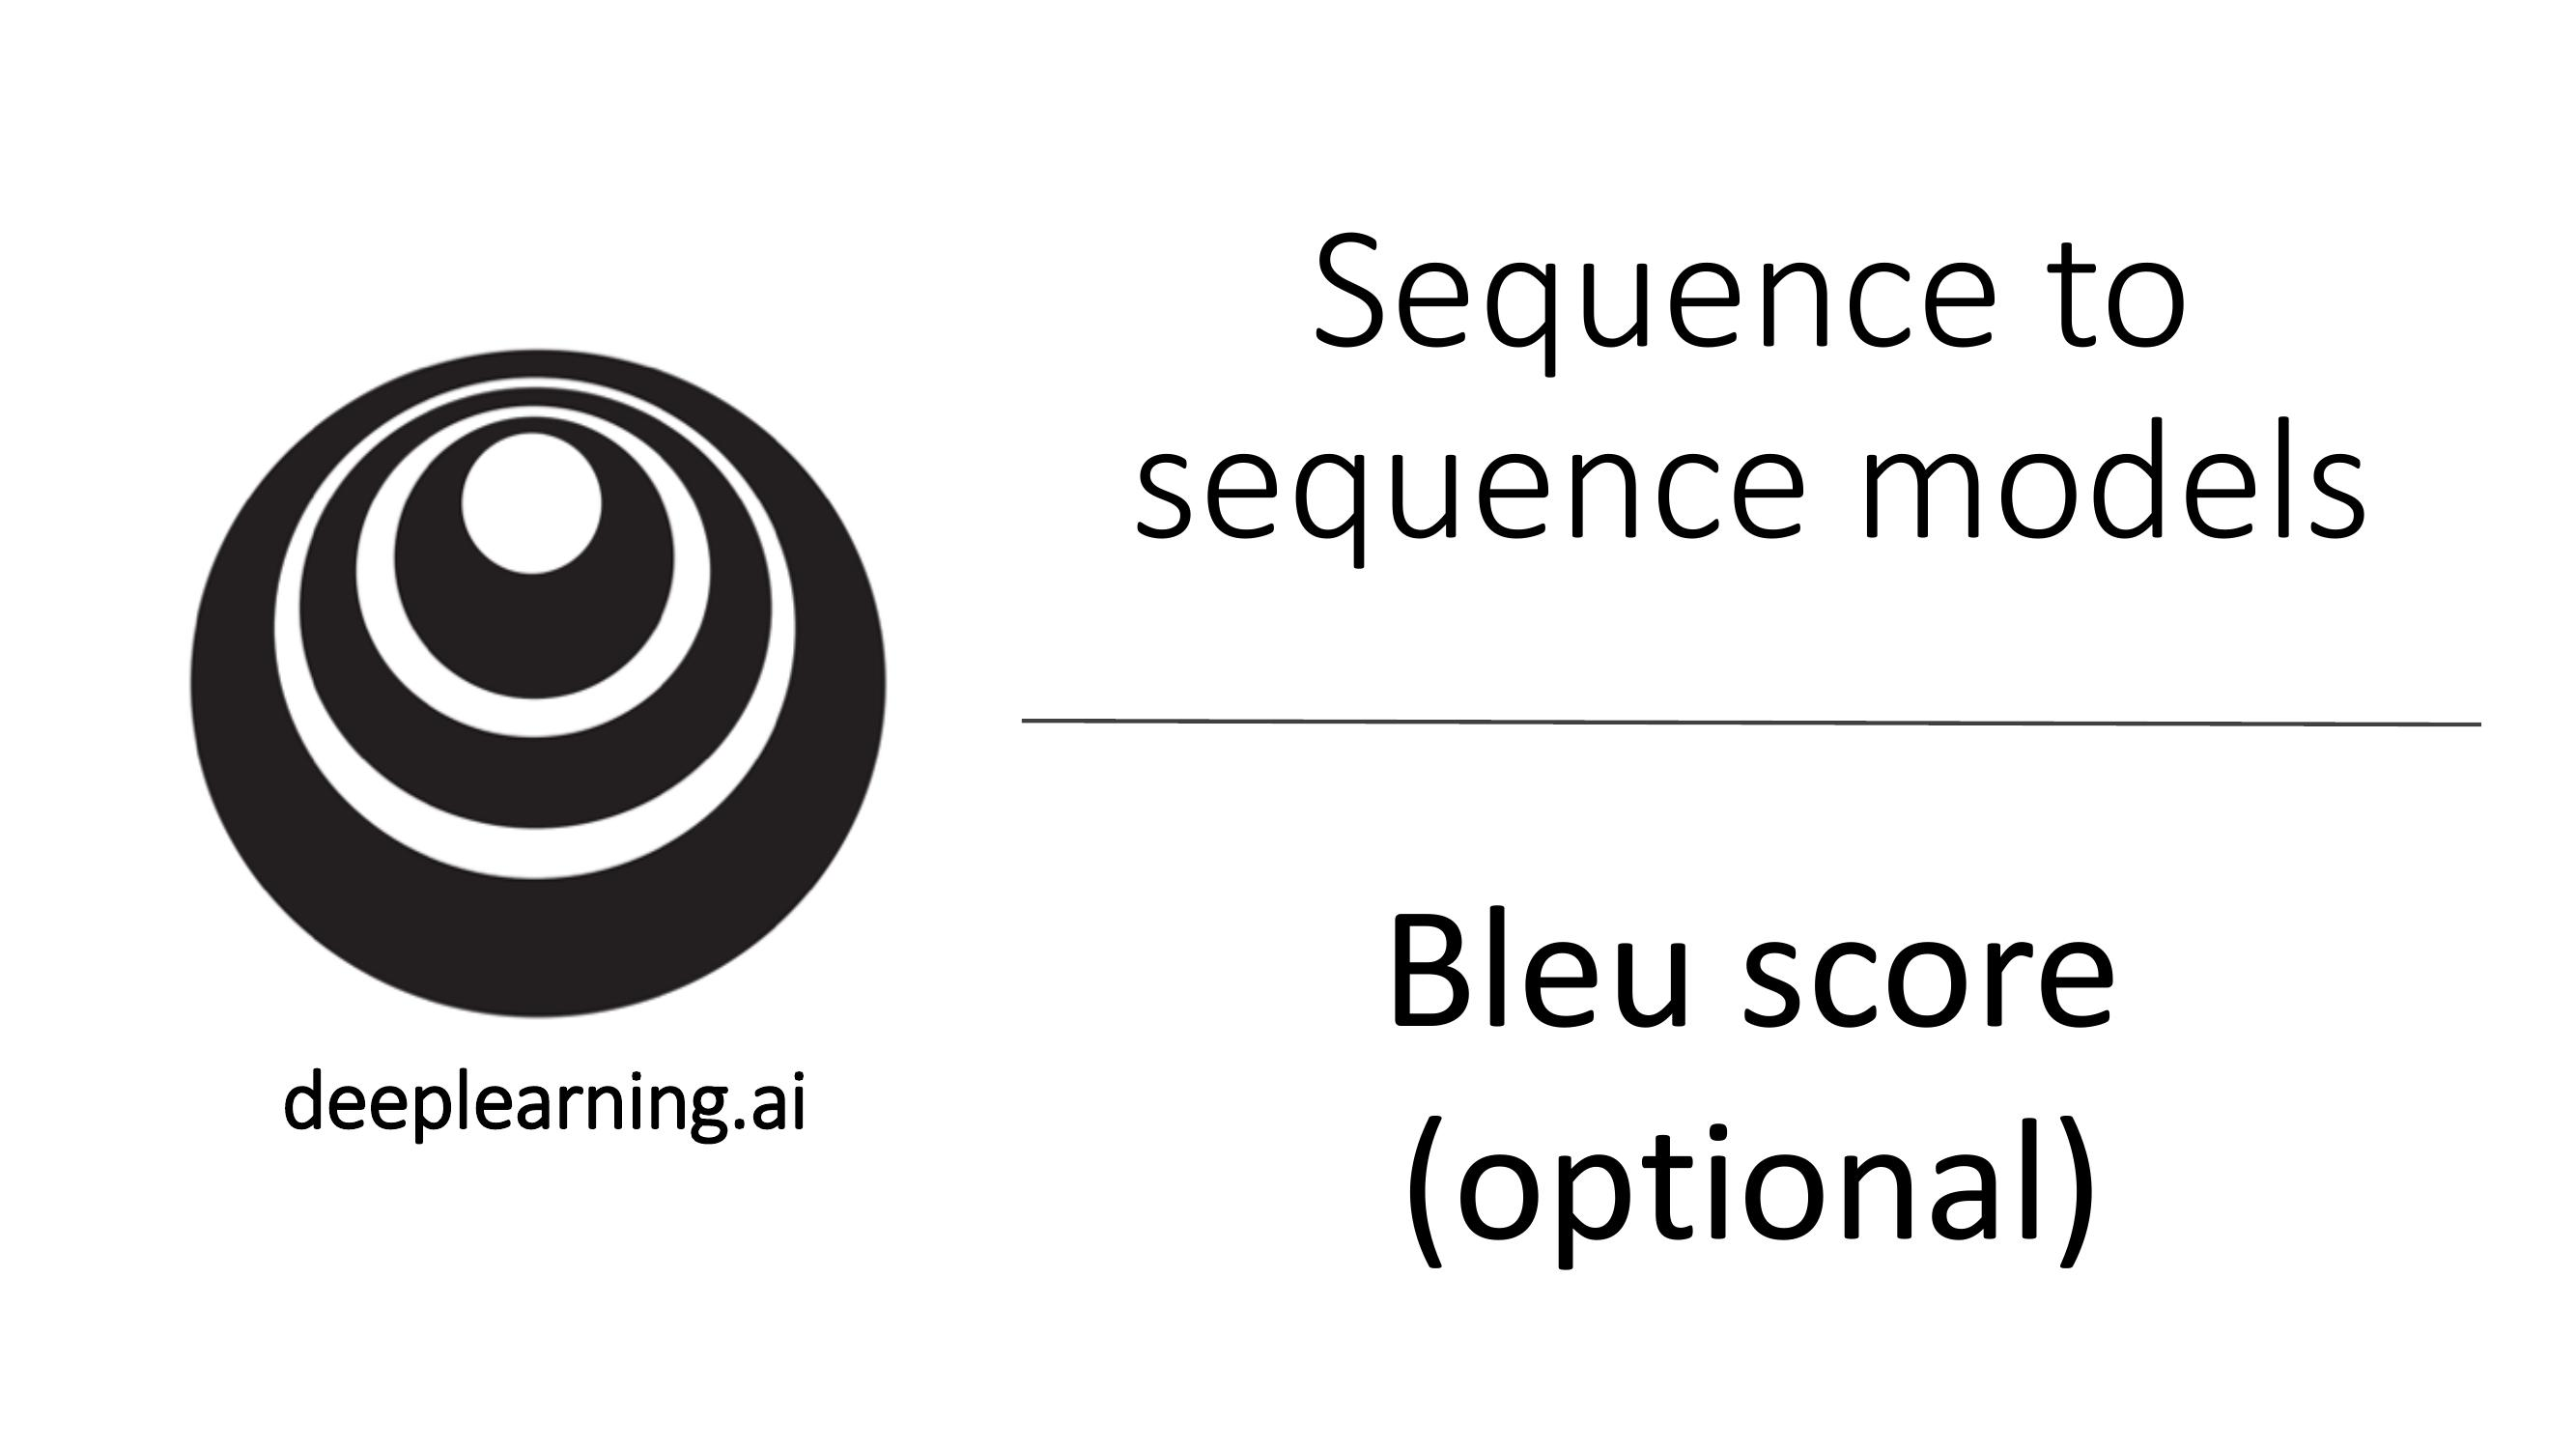 Sequence to
sequence models
Bleu score
(optional)
deeplearning.ai